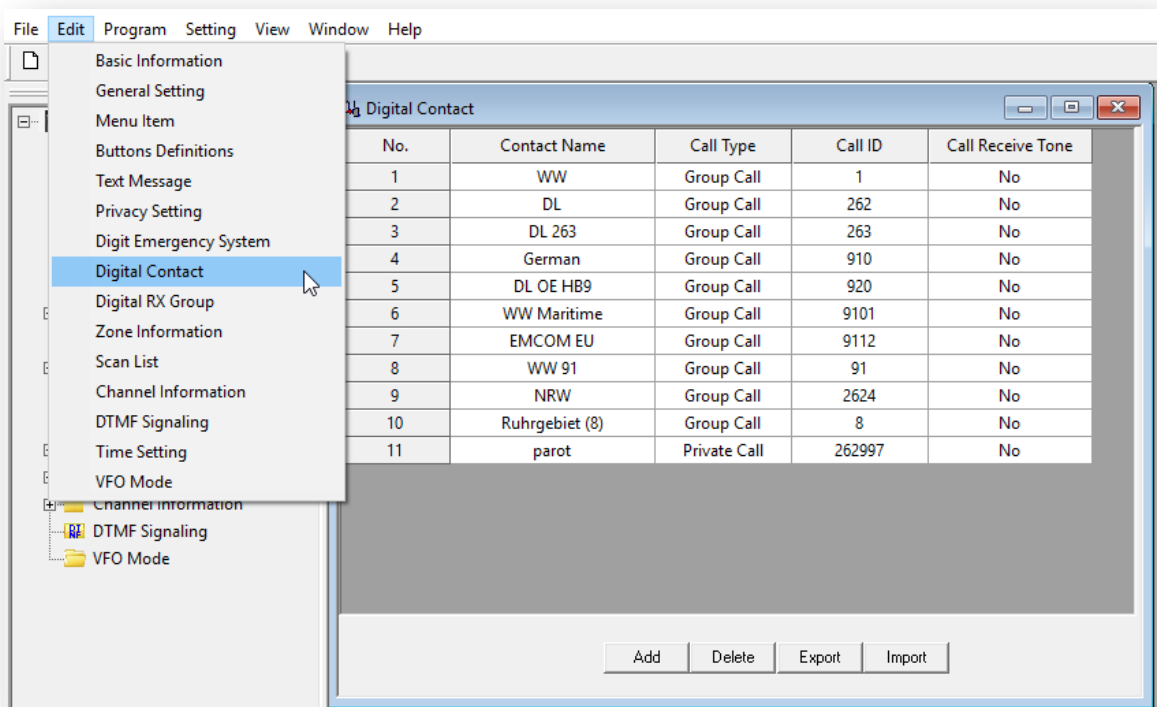 File Edit Program Setting View Window Help
Basic Information
General Setting
Menu Item
Buttons Definitions
Text Message
Privacy Setting
Digit Emergency System
Digital Contact
Digital RX Group
Zone Information
Scan List
Channel Information
DTMF Signaling
Time Setting
VFO Mode
Channel Information
DTMF Signaling
VFO Mode
Digital Contact
No. Contact Name Call Type Call ID Call Receive Tone
1 WW Group Call 1 No
2 DL Group Call 262 No
3 DL 263 Group Call 263 No
4 German Group Call 910 No
5 DL OE HB9 Group Call 920 No
6 WW Maritime Group Call 9101 No
7 EMCOM EU Group Call 9112 No
8 WW 91 Group Call 91 No
9 NRW Group Call 2624 No
10 Ruhrgebiet (8) Group Call 8 No
11 parot Private Call 262997 No
Add Delete Export Import